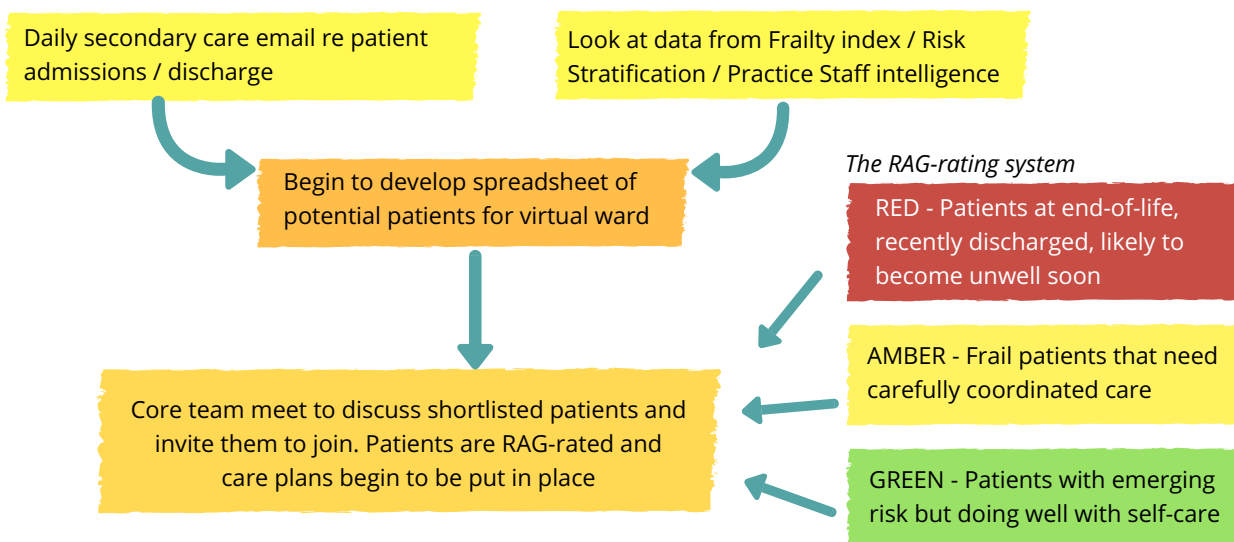 Daily secondary care email re patient
admissions / discharge
Look at data from Frailty index / Risk
Stratification / Practice Staff intelligence
Begin to develop spreadsheet of
potential patients for virtual ward
The RAG-rating system
RED - Patients at end-of-life,
recently discharged, likely to
become unwell soon
AMBER - Frail patients that need
carefully coordinated care
GREEN - Patients with emerging
risk but doing well with self-care
Core team meet to discuss shortlisted patients and
invite them to join. Patients are RAG-rated and
care plans begin to be put in place